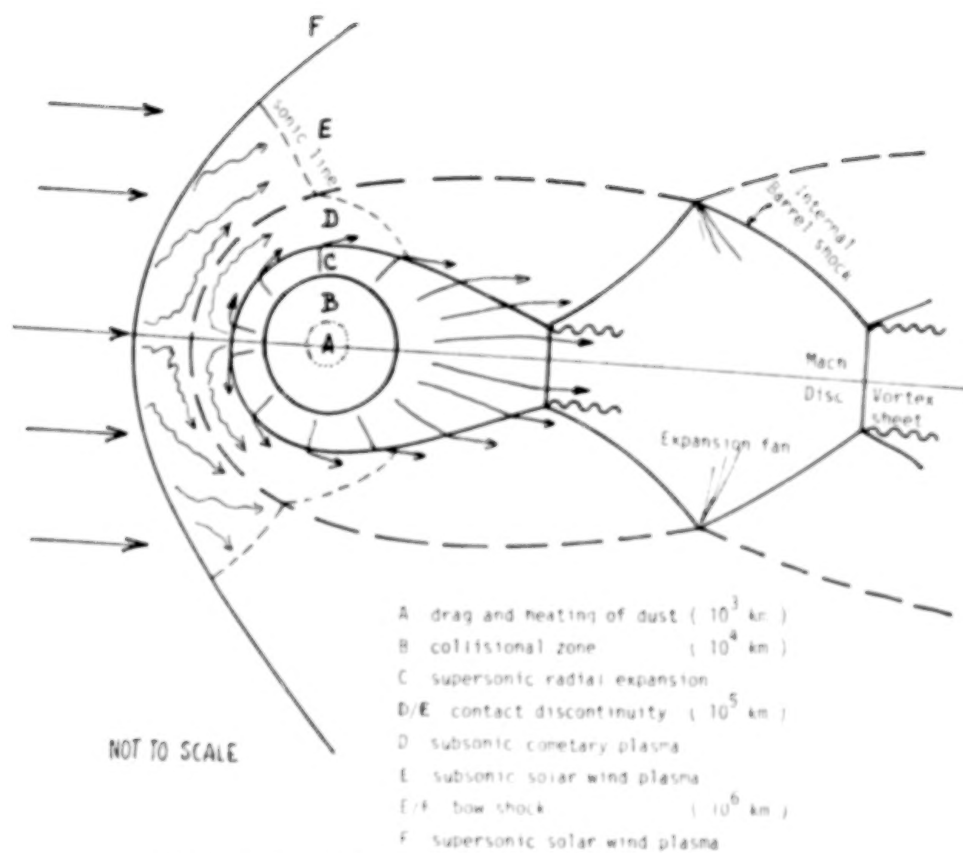 F
E
sonic line
D
C
B
A
Internal
Barrel shock
Mach
Disc
Vortex
sheet
Expansion fan
A drag and heating of dust ( 10³ km )
B collisional zone ( 10⁴ km )
C supersonic radial expansion
D/E contact discontinuity ( 10⁵ km )
D subsonic cometary plasma
E subsonic solar wind plasma
E/F bow shock ( 10⁶ km )
F supersonic solar wind plasma
NOT TO SCALE